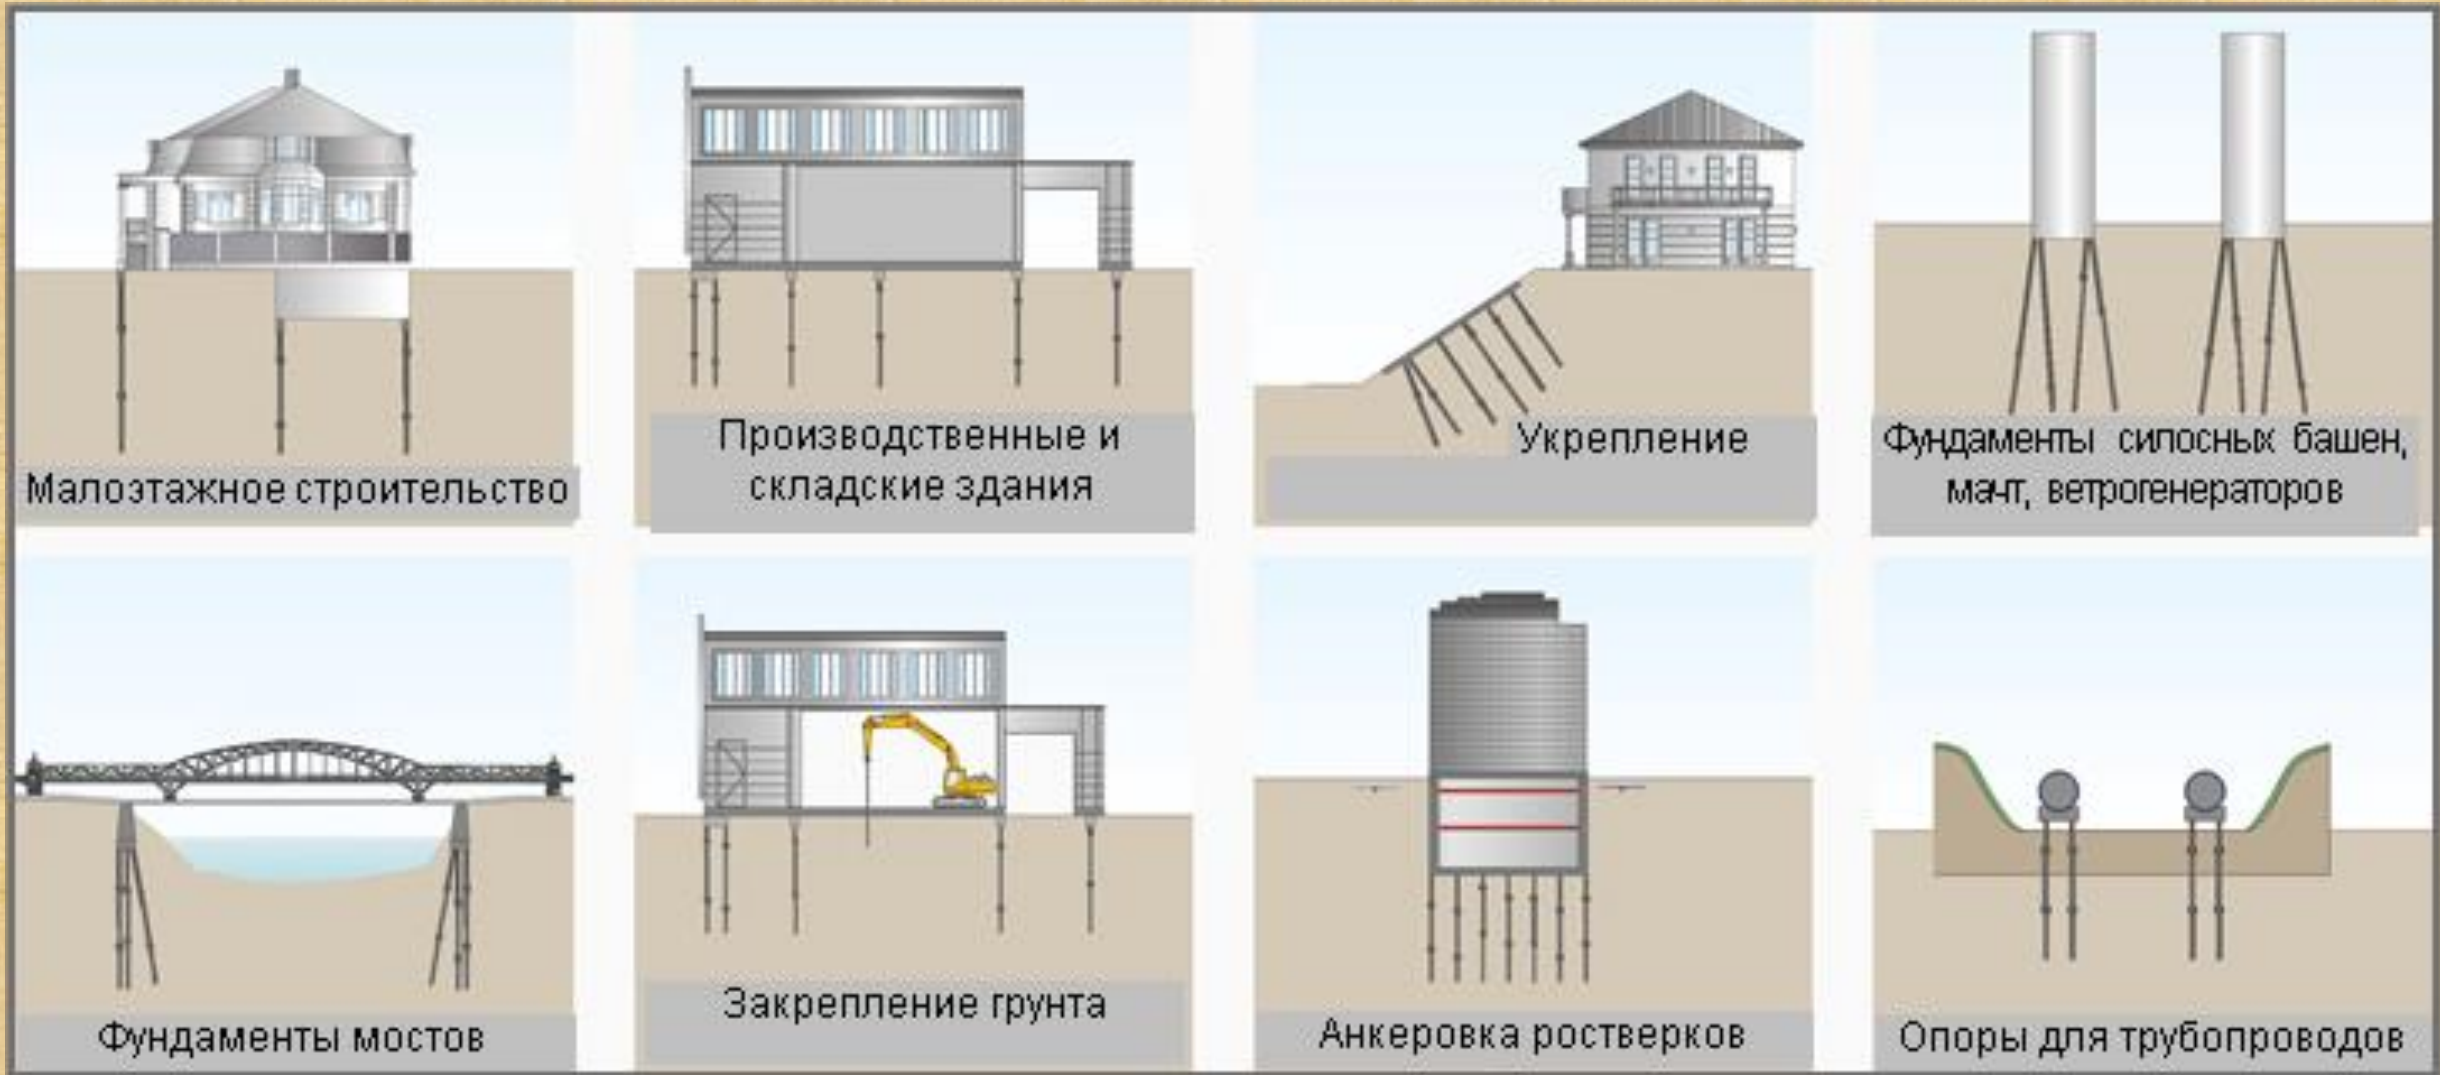 Малоэтажное строительство
Производственные и
складские здания
Укрепление
Фундаменты силосных башен,
мачт, ветрогенераторов
Фундаменты мостов
Закрепление грунта
Анкеровка ростверков
Опоры для трубопроводов